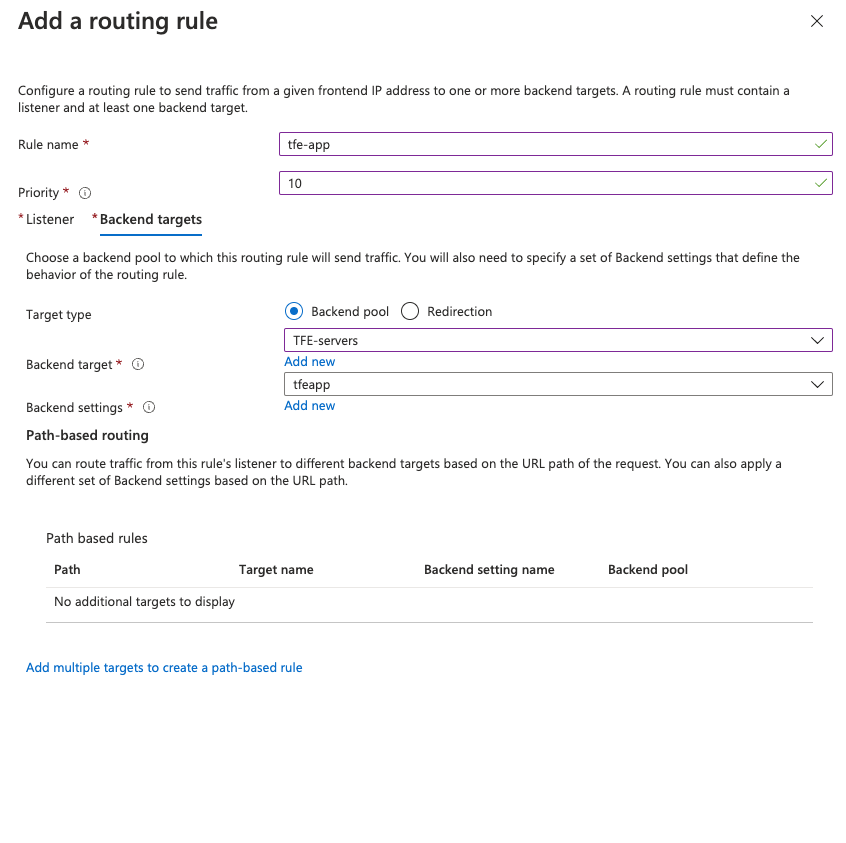 Add a routing rule
Configure a routing rule to send traffic from a given frontend IP address to one or more backend targets. A routing rule must contain a
listener and at least one backend target.
Rule name * tfe-app
Priority * 10
* Listener * Backend targets
Choose a backend pool to which this routing rule will send traffic. You will also need to specify a set of Backend settings that define the
behavior of the routing rule.
Target type Backend pool Redirection
Backend target * TFE-servers
Add new
Backend settings * tfeapp
Add new
Path-based routing
You can route traffic from this rule's listener to different backend targets based on the URL path of the request. You can also apply a
different set of Backend settings based on the URL path.
Path based rules
Path Target name Backend setting name Backend pool
No additional targets to display
Add multiple targets to create a path-based rule